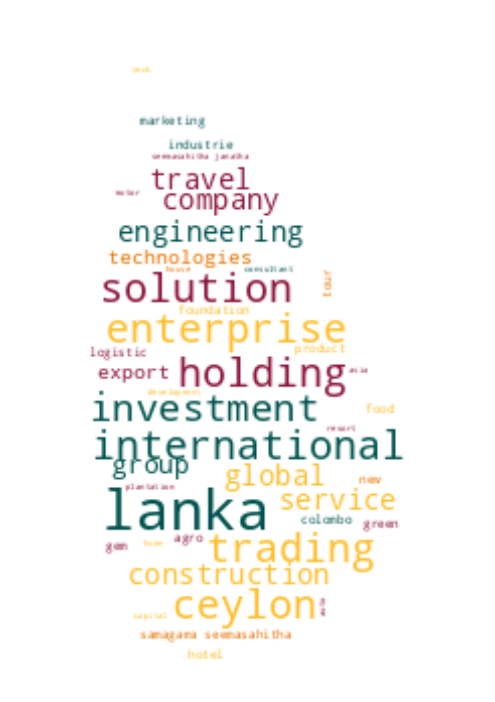 tech
marketing
industrie
seemasahitha janatha
travel
motor
company
engineering
technologies
house consultant
solution
tour
foundation
enterprise
product
logistic
export holding asia
development
investment food
resort
international
group
global
new
plantation
lanka service
colombo green
gem home agro trading
construction
ceylon
capital
samagama seemasahitha
hotel